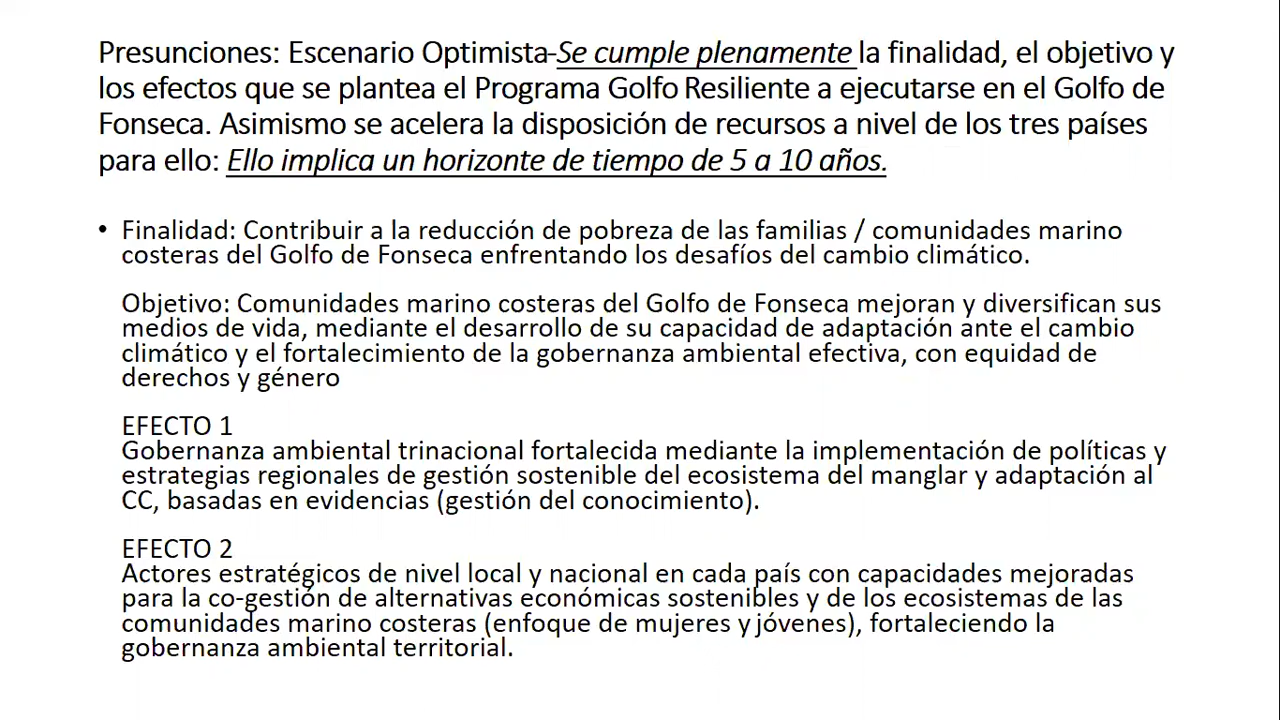 Presunciones: Escenario Optimista-Se cumple plenamente la finalidad, el objetivo y
los efectos que se plantea el Programa Golfo Resiliente a ejecutarse en el Golfo de
Fonseca. Asimismo se acelera la disposición de recursos a nivel de los tres países
para ello: Ello implica un horizonte de tiempo de 5 a 10 años.
• Finalidad: Contribuir a la reducción de pobreza de las familias / comunidades marino
costeras del Golfo de Fonseca enfrentando los desafíos del cambio climático.
Objetivo: Comunidades marino costeras del Golfo de Fonseca mejoran y diversifican sus
medios de vida, mediante el desarrollo de su capacidad de adaptación ante el cambio
climático y el fortalecimiento de la gobernanza ambiental efectiva, con equidad de
derechos y género
EFECTO 1
Gobernanza ambiental trinacional fortalecida mediante la implementación de políticas y
estrategias regionales de gestión sostenible del ecosistema del manglar y adaptación al
CC, basadas en evidencias (gestión del conocimiento).
EFECTO 2
Actores estratégicos de nivel local y nacional en cada país con capacidades mejoradas
para la co-gestión de alternativas económicas sostenibles y de los ecosistemas de las
comunidades marino costeras (enfoque de mujeres y jóvenes), fortaleciendo la
gobernanza ambiental territorial.